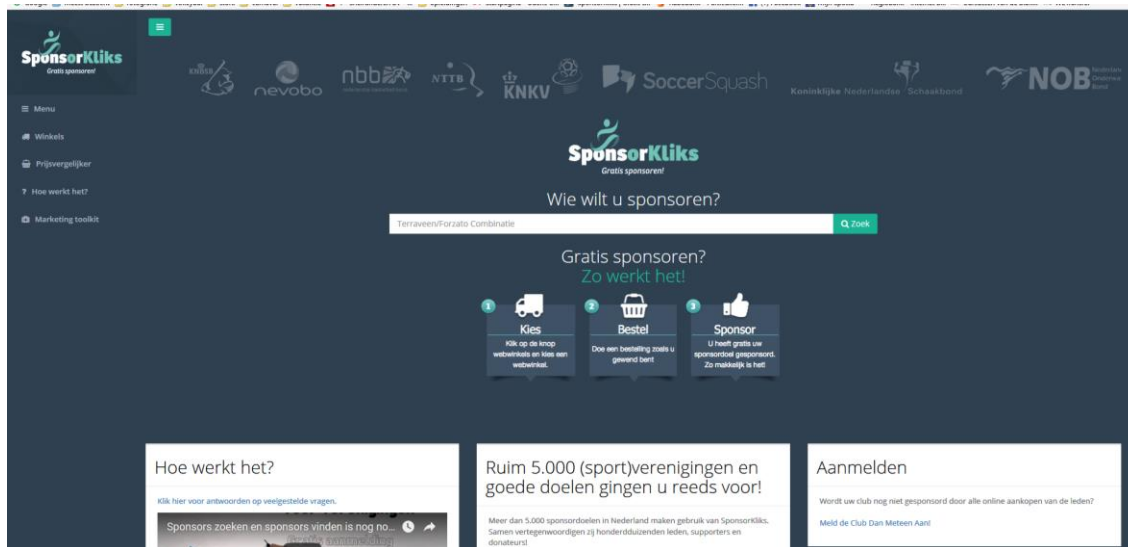 SponsorKliks
Gratis sponsoren!
Menu
Winkels
Prijsvergelijker
? Hoe werkt het?
Marketing toolkit
KNBSB
nevobo
nbb
NTTB
KNKV
SoccerSquash
Koninklijke Nederlandse Schaakbond
NOB
SponsorKliks
Gratis sponsoren!
Wie wilt u sponsoren?
Terraveen/Forzato Combinatie
Zoek
Gratis sponsoren?
Zo werkt het!
1
Kies
Klik op de knop
webwinkels en kies een
webwinkel.
2
Bestel
Doe een bestelling zoals u
gewend bent
3
Sponsor
U heeft gratis uw
sponsordoel gesponsord.
Zo makkelijk is het!
Hoe werkt het?
Klik hier voor antwoorden op veelgestelde vragen.
Sponsors zoeken en sponsors vinden is nog no...
Gratis aanmelding
Ruim 5.000 (sport)verenigingen en
goede doelen gingen u reeds voor!
Meer dan 5.000 sponsordoelen in Nederland maken gebruik van SponsorKliks.
Samen vertegenwoordigen zij honderdduizenden leden, supporters en
donateurs!
Aanmelden
Wordt uw club nog niet gesponsord door alle online aankopen van de leden?
Meld de Club Dan Meteen Aan!